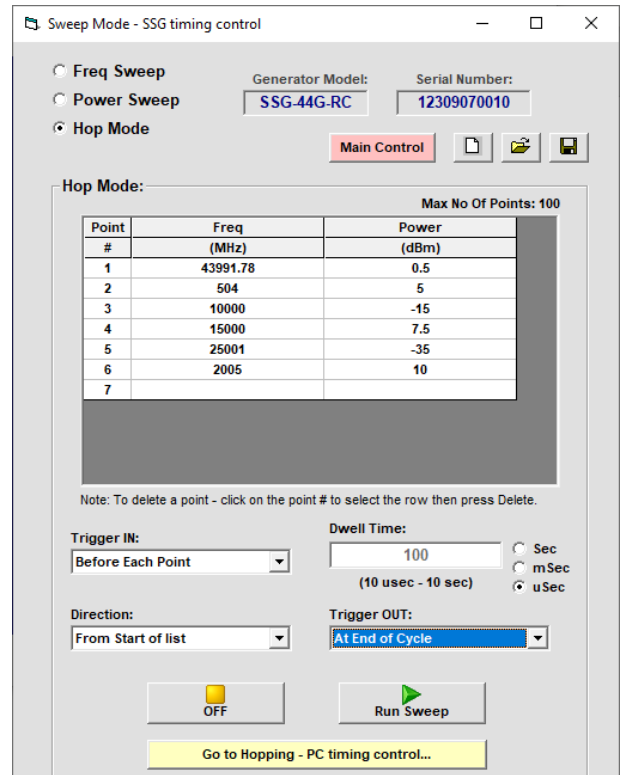 Sweep Mode - SSG timing control
Freq Sweep
Generator Model: Serial Number:
Power Sweep SSG-44G-RC 12309070010
Hop Mode
Main Control
Hop Mode:
Max No Of Points: 100
Point Freq Power
# (MHz) (dBm)
1 43991.78 0.5
2 504 5
3 10000 -15
4 15000 7.5
5 25001 -35
6 2005 10
7
Note: To delete a point - click on the point # to select the row then press Delete.
Trigger IN: Dwell Time:
Before Each Point 100 Sec
(10 usec - 10 sec) mSec
uSec
Direction: Trigger OUT:
From Start of list At End of Cycle
OFF Run Sweep
Go to Hopping - PC timing control...